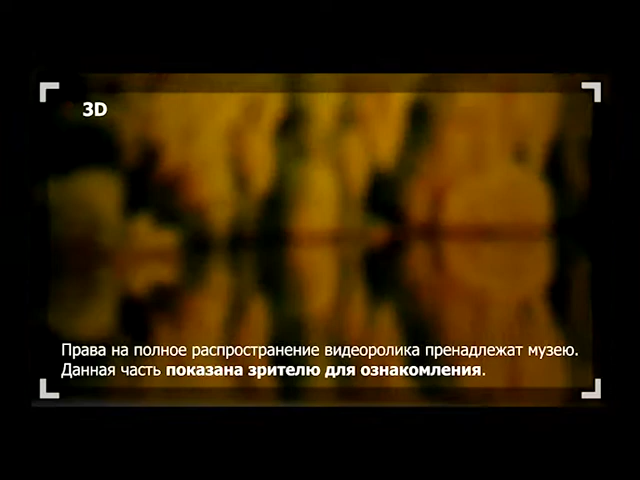 3D
Права на полное распространение видеоролика пренадлежат музею.
Данная часть показана зрителю для ознакомления.